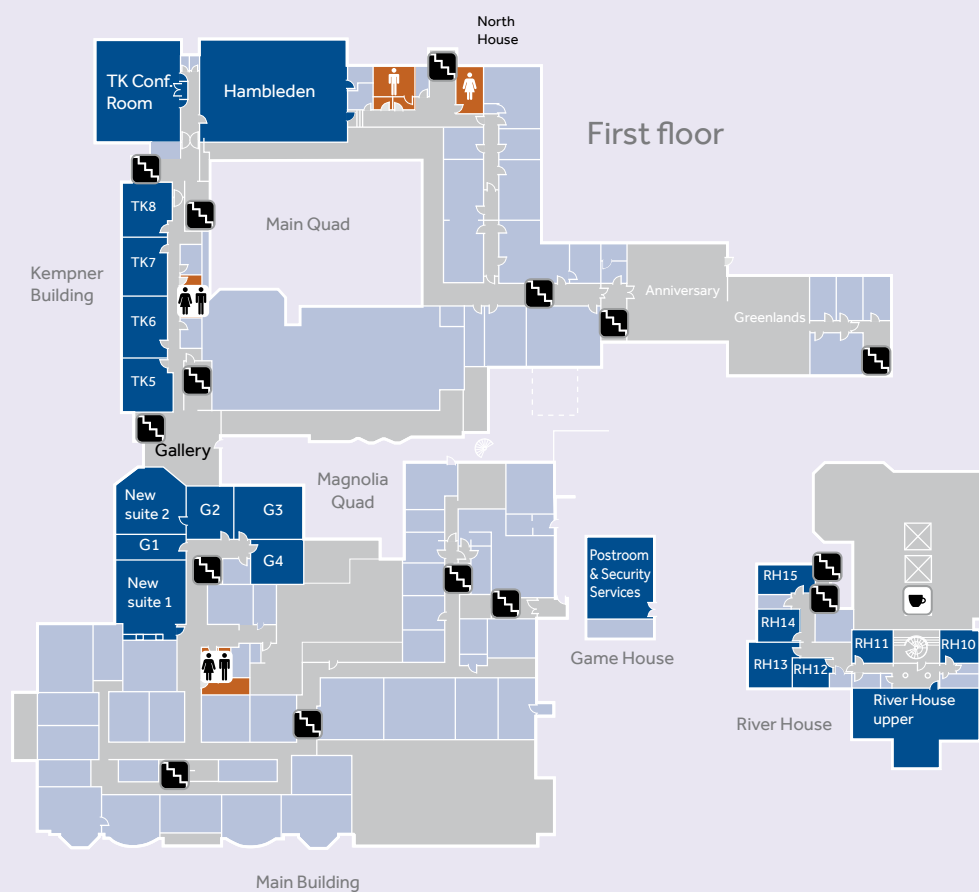 North
House
TK Conf.
Room
Hambleden
First floor
TK8
Main Quad
TK7
Kempner
Building
Anniversary
TK6
Greenlands
TK5
Gallery
Magnolia
Quad
New
suite 2
G2
G3
G1
G4
Postroom
& Security
Services
New
suite 1
RH15
RH14
RH11
RH10
Game House
RH13
RH12
River House
upper
River House
Main Building